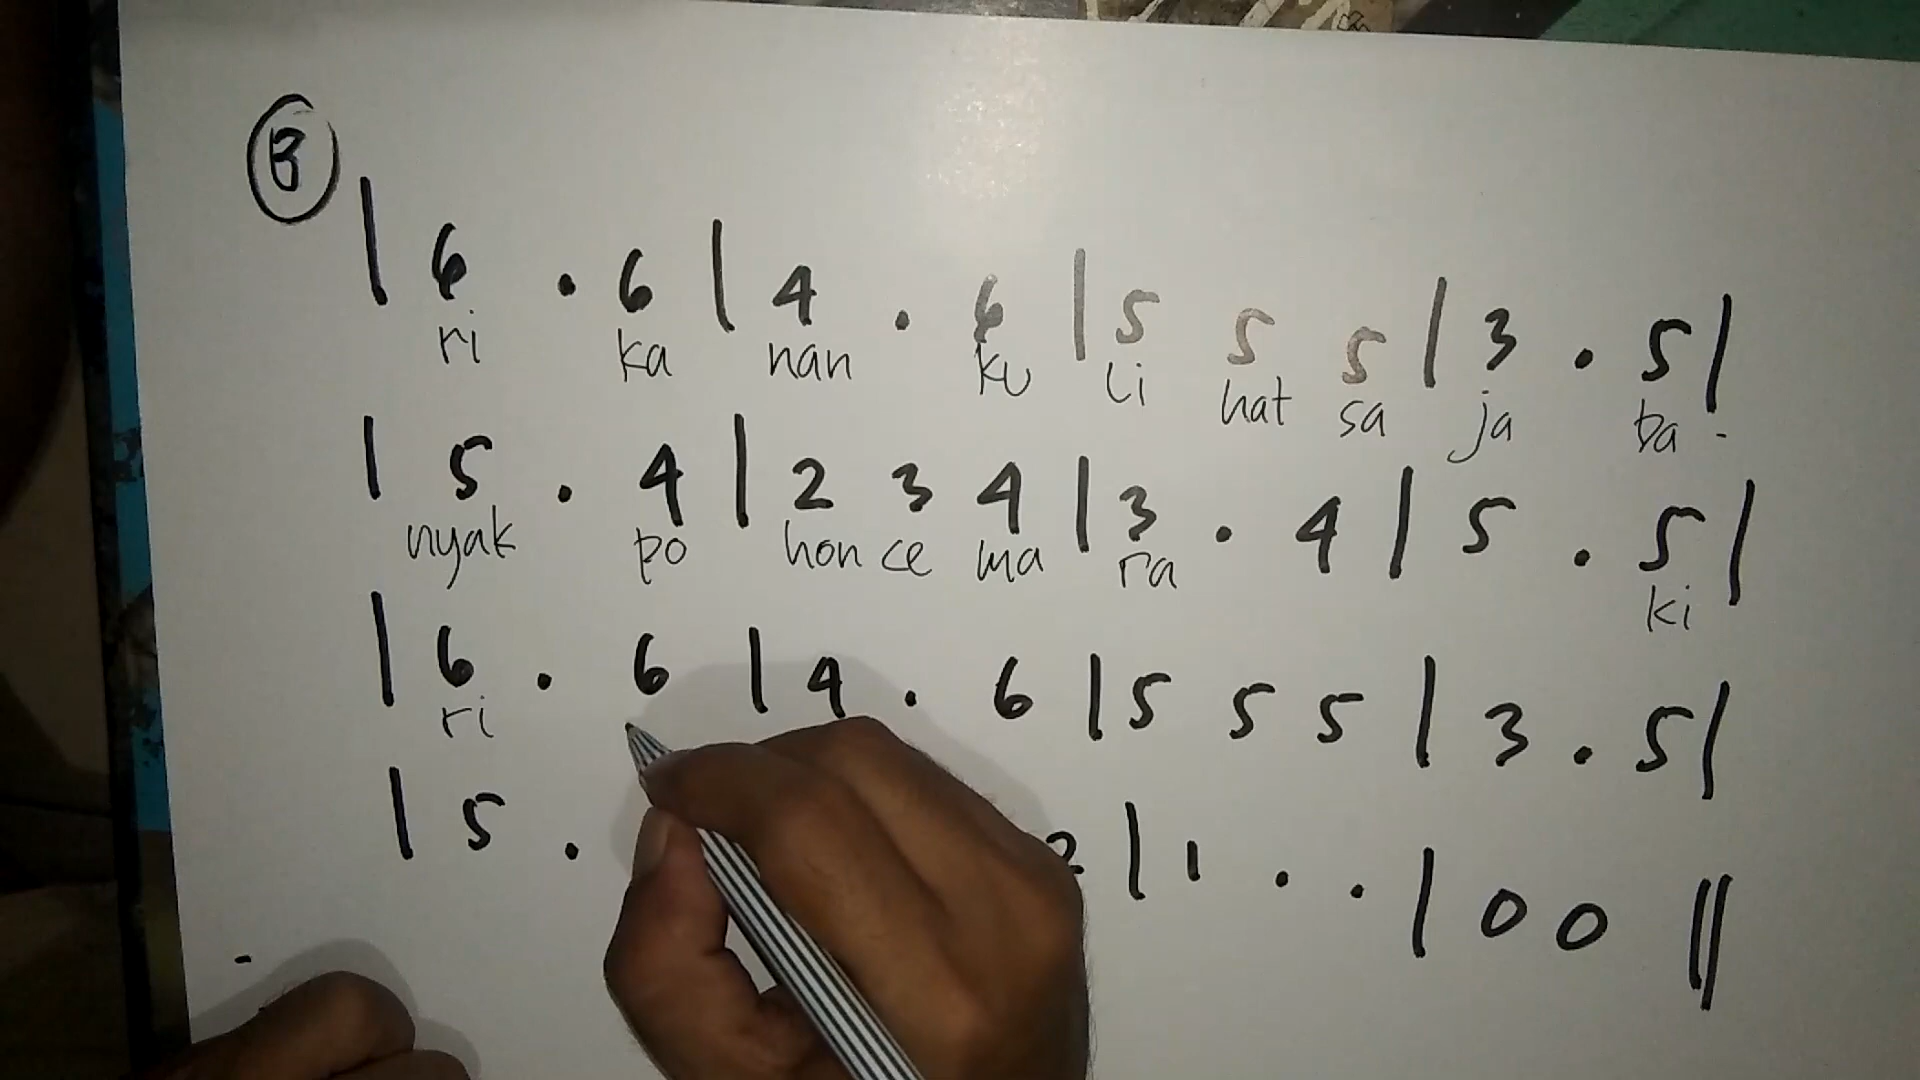 B
| 6 . 6 | 4 . 6 | 5 5 5 | 3 . 5 |
ri ka nan ku li hat sa ja ba -
| 5 . 4 | 2 3 4 | 3 . 4 | 5 . 5 |
nyak po hon ce ma ra ki
| 6 . 6 | 4 . 6 | 5 5 5 | 3 . 5 |
ri
| 5 . 2 | 1 . . | 0 0 ||
-